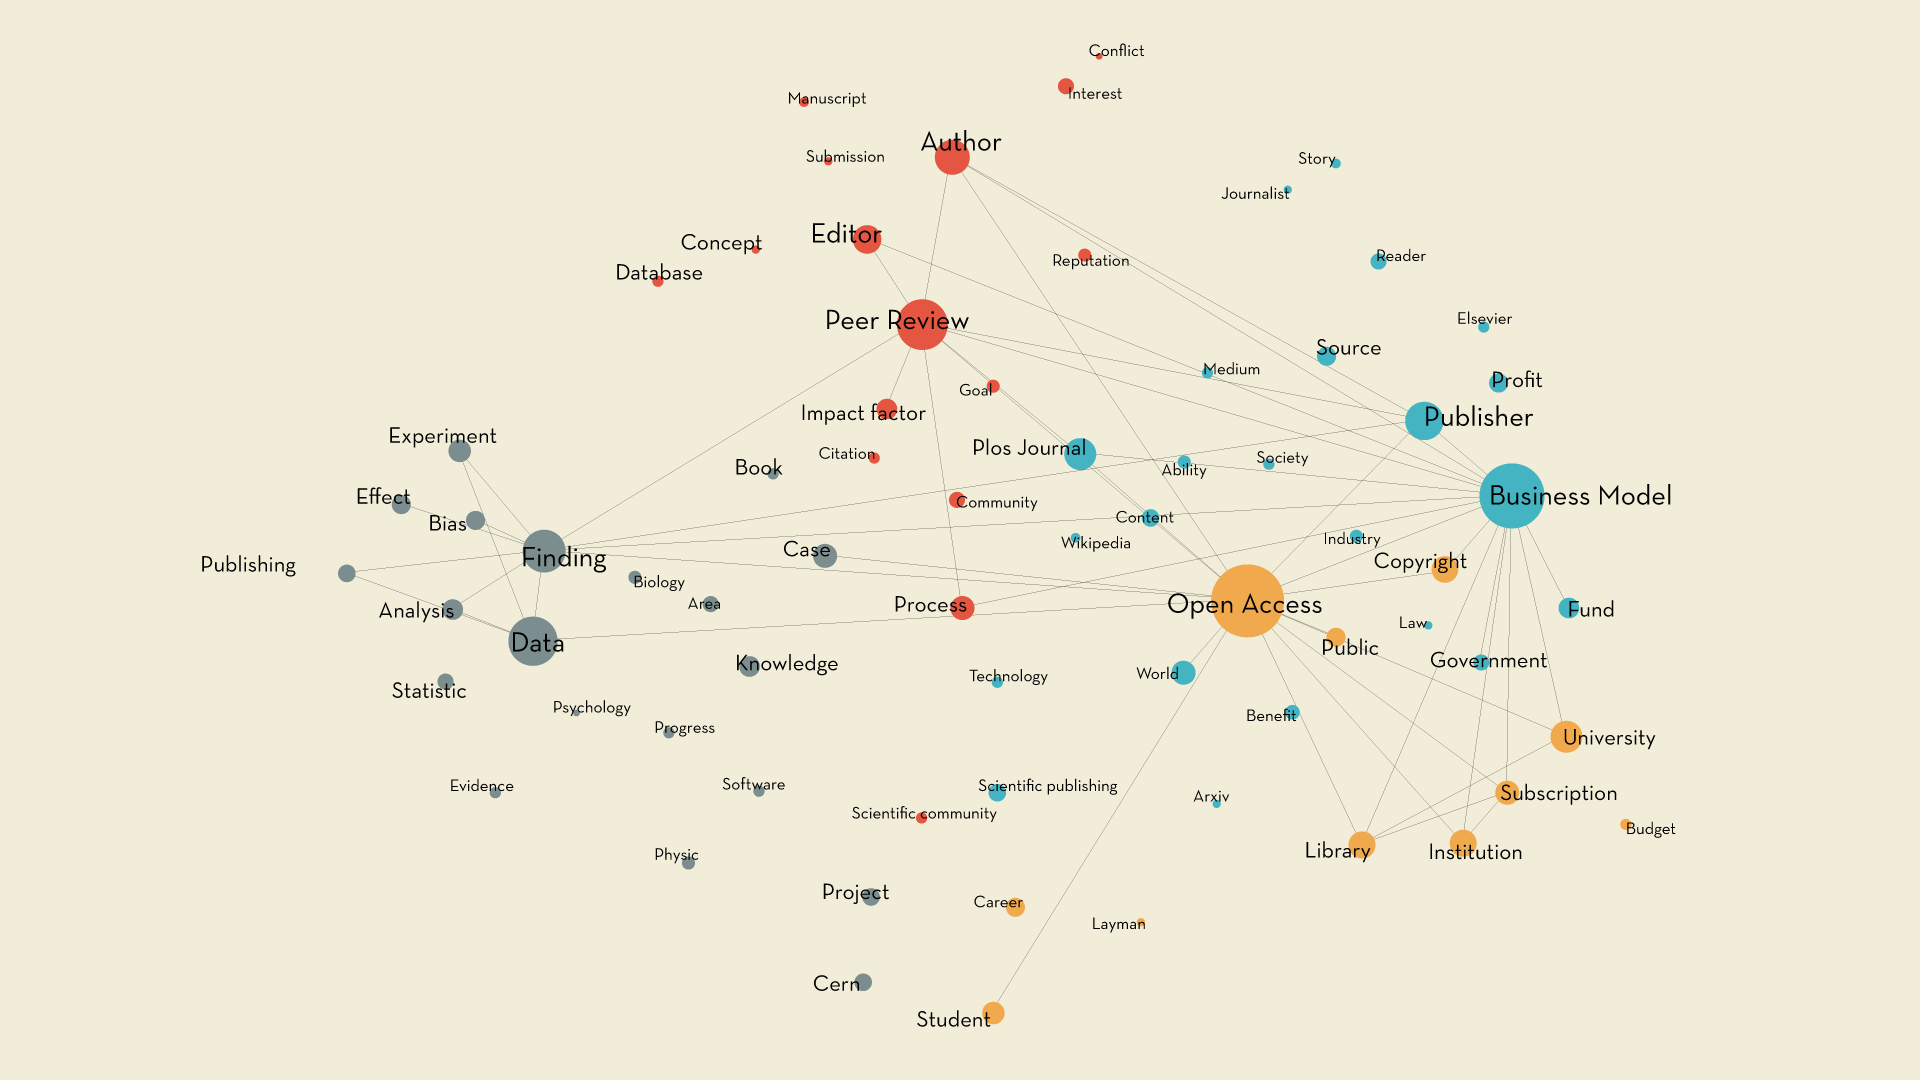 Conflict
Interest
Manuscript
Author
Submission
Story
Journalist
Editor
Concept
Database
Reputation
Reader
Peer Review
Elsevier
Source
Medium
Profit
Goal
Impact factor
Publisher
Experiment
Plos Journal
Citation
Book
Ability
Society
Effect
Business Model
Bias
Community
Content
Industry
Wikipedia
Case
Finding
Copyright
Publishing
Biology
Area
Process
Open Access
Analysis
Fund
Law
Data
Public
Knowledge
Government
World
Technology
Statistic
Psychology
Benefit
Progress
University
Evidence
Software
Scientific publishing
Subscription
Arxiv
Scientific community
Budget
Library
Institution
Physic
Project
Career
Layman
Cern
Student